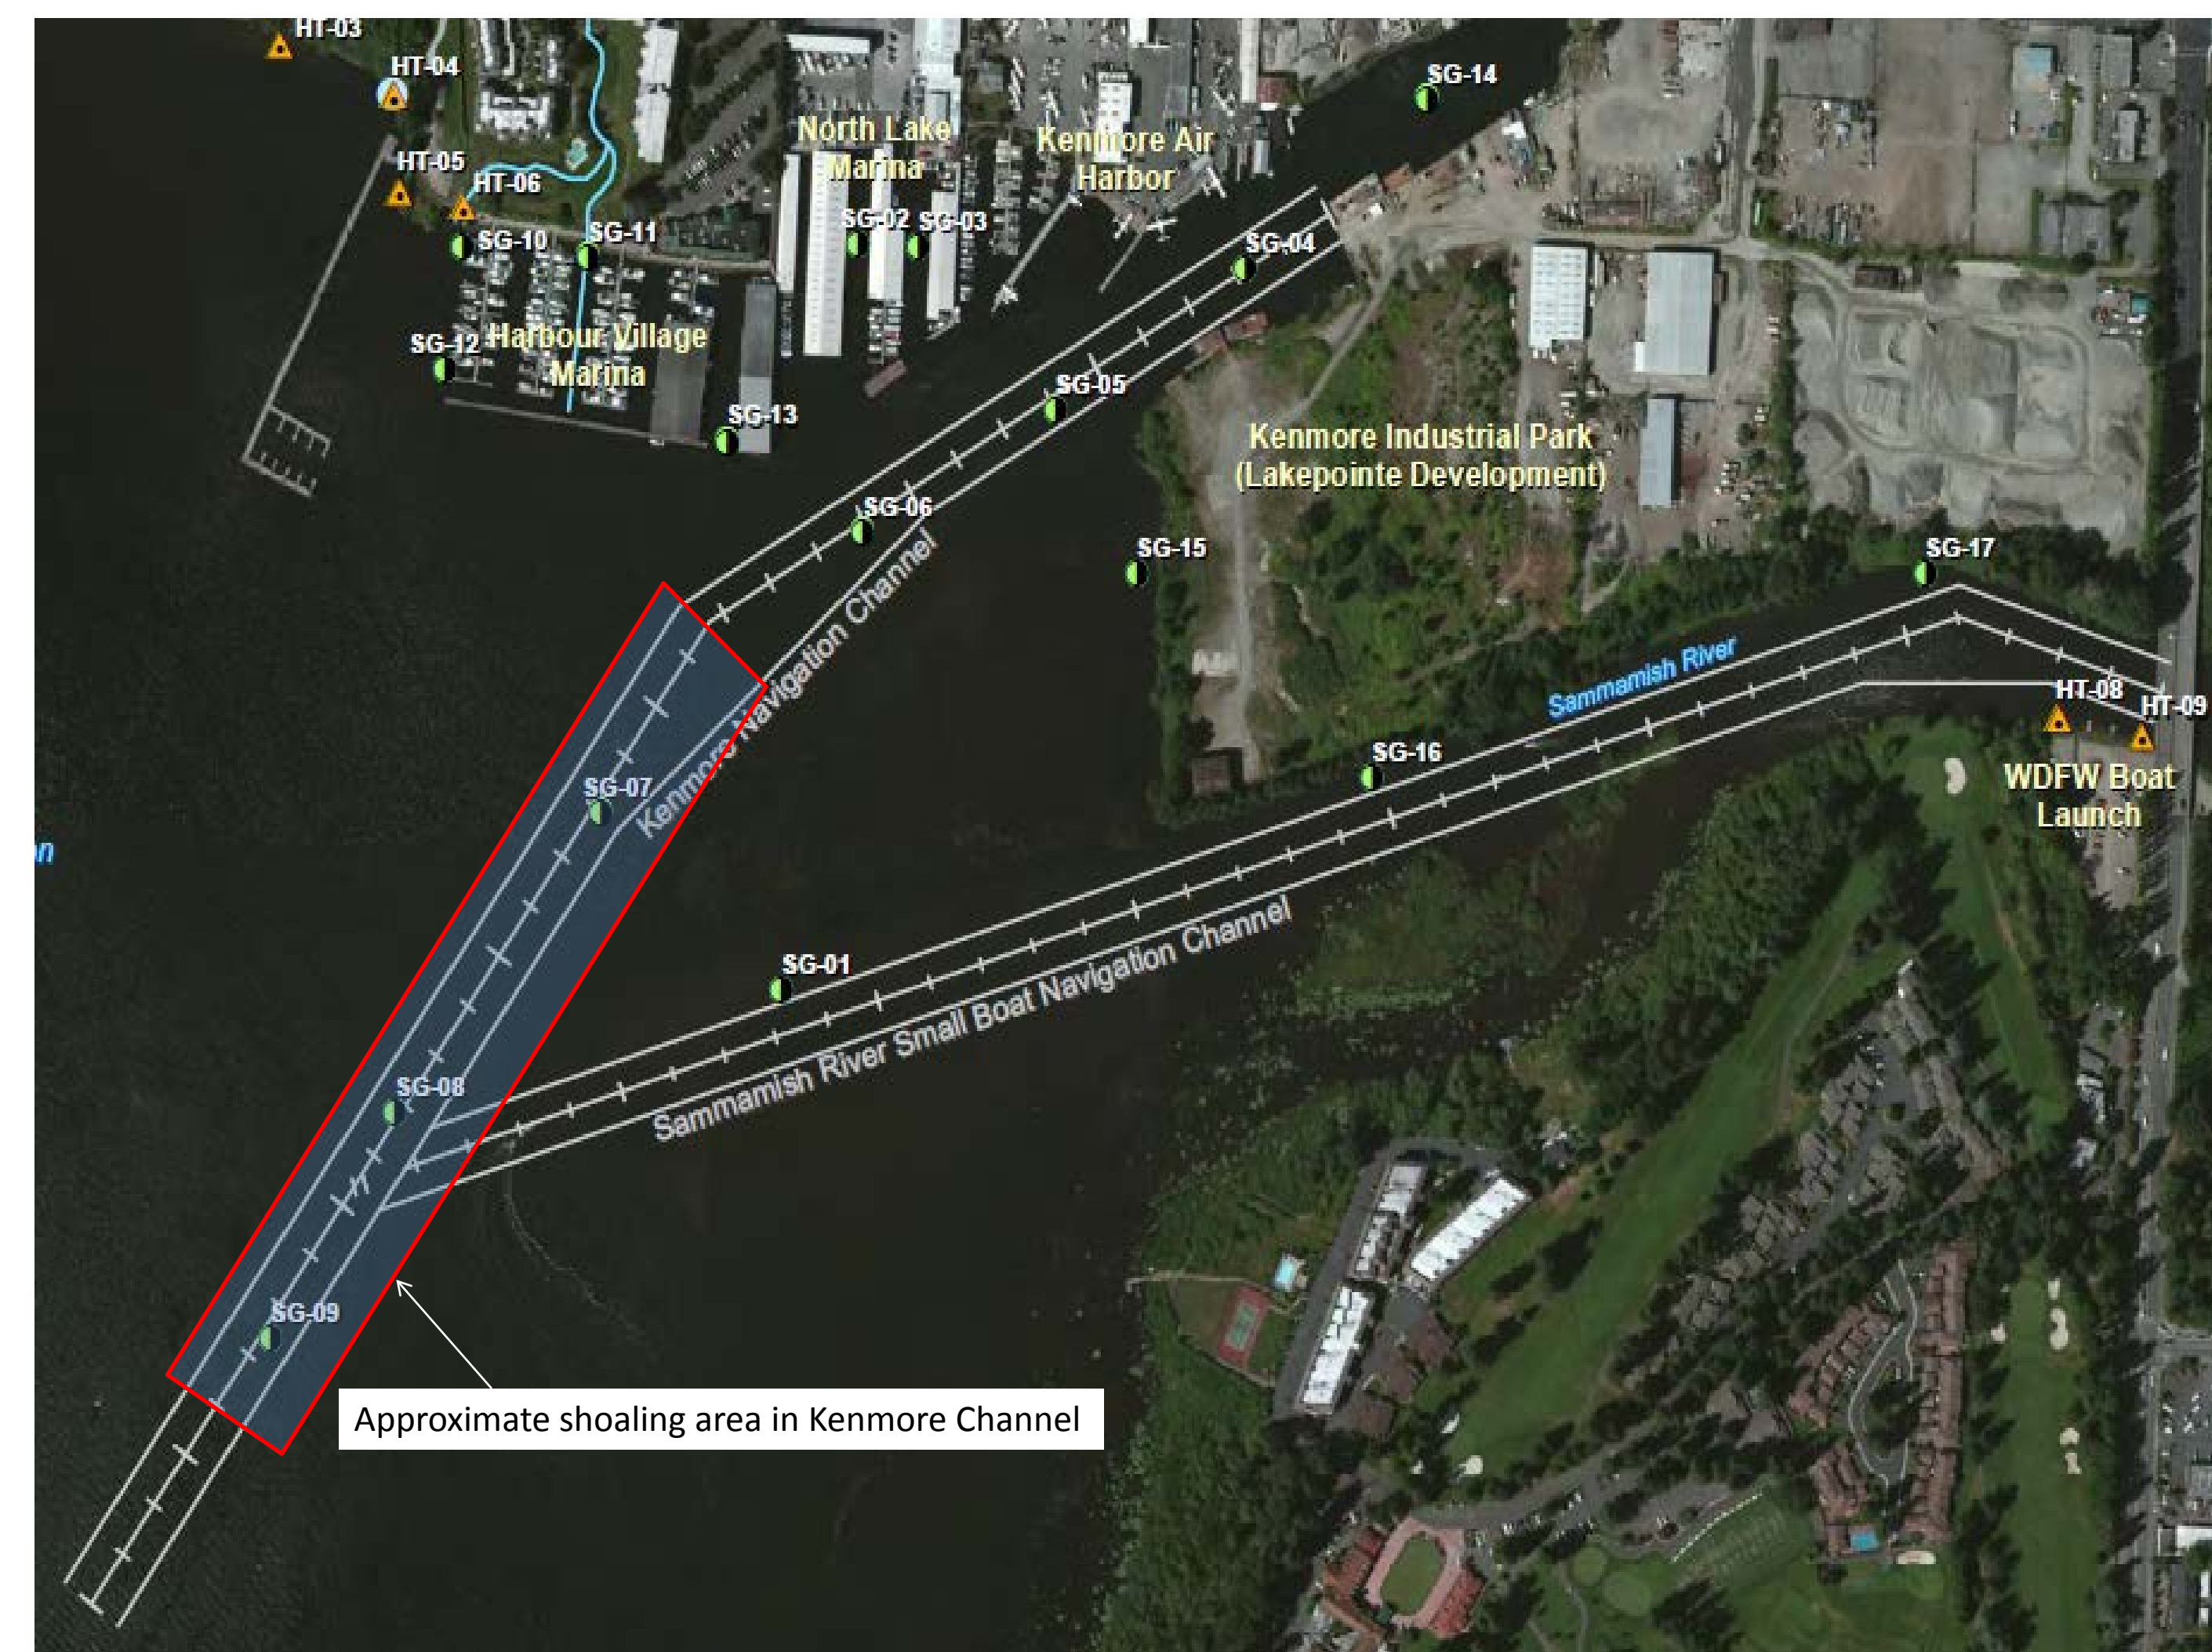 HT-03
HT-04
SG-14
North Lake
Marina
Kenmore Air
Harbor
HT-05
HT-06
SG-02
SG-03
SG-10
SG-11
SG-04
SG-12
Harbour Village
Marina
SG-05
SG-13
Kenmore Industrial Park
(Lakepointe Development)
SG-06
SG-15
SG-17
Kenmore Navigation Channel
Sammamish River
HT-08
HT-09
SG-16
WDFW Boat
Launch
SG-07
SG-01
Sammamish River Small Boat Navigation Channel
SG-08
SG-09
Approximate shoaling area in Kenmore Channel